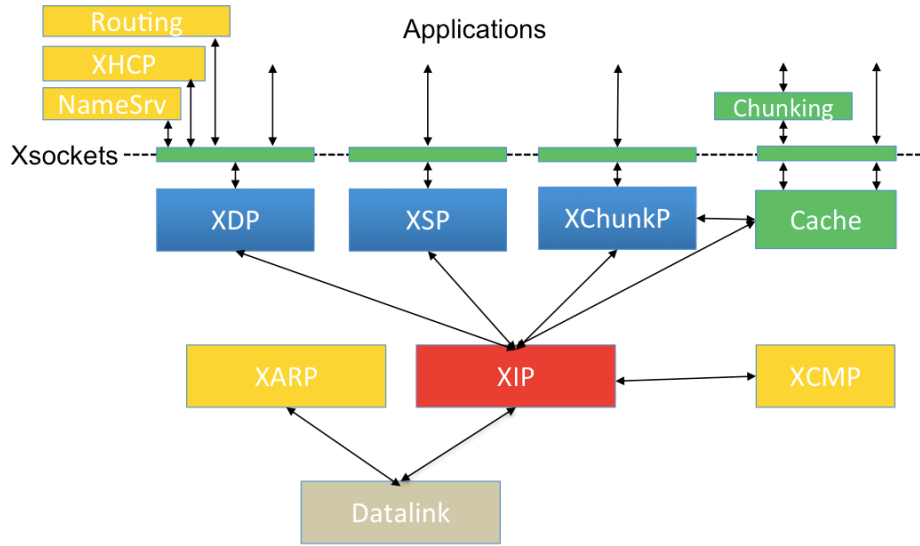 Routing
Applications
XHCP
NameSrv
Chunking
Xsockets
XDP
XSP
XChunkP
Cache
XARP
XIP
XCMP
Datalink